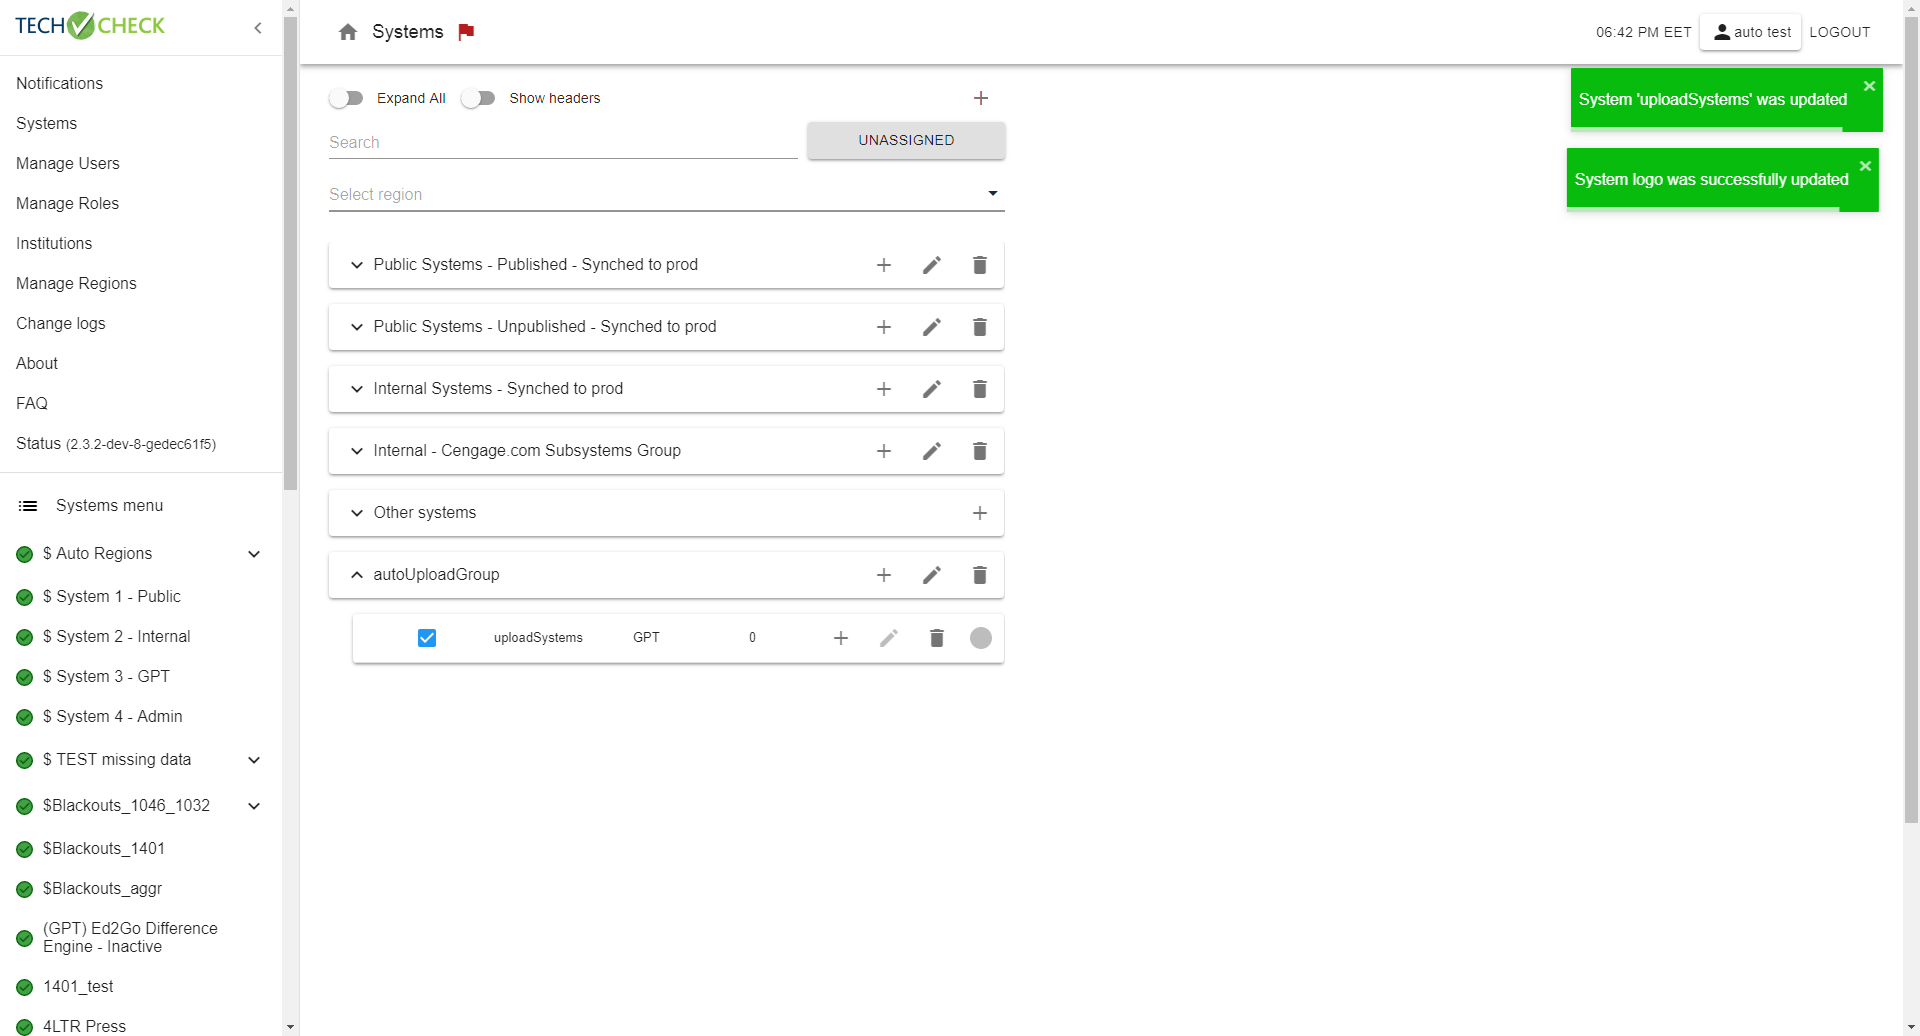 TECH CHECK
Notifications
Systems
Manage Users
Manage Roles
Institutions
Manage Regions
Change logs
About
FAQ
Status (2.3.2-dev-8-gedec61f5)
Systems menu
$ Auto Regions
$ System 1 - Public
$ System 2 - Internal
$ System 3 - GPT
$ System 4 - Admin
$ TEST missing data
$Blackouts_1046_1032
$Blackouts_1401
$Blackouts_aggr
(GPT) Ed2Go Difference
Engine - Inactive
1401_test
4LTR Press
Systems
06:42 PM EET
auto test
LOGOUT
Expand All
Show headers
Search
UNASSIGNED
Select region
Public Systems - Published - Synched to prod
Public Systems - Unpublished - Synched to prod
Internal Systems - Synched to prod
Internal - Cengage.com Subsystems Group
Other systems
autoUploadGroup
uploadSystems GPT 0
System 'uploadSystems' was updated
System logo was successfully updated